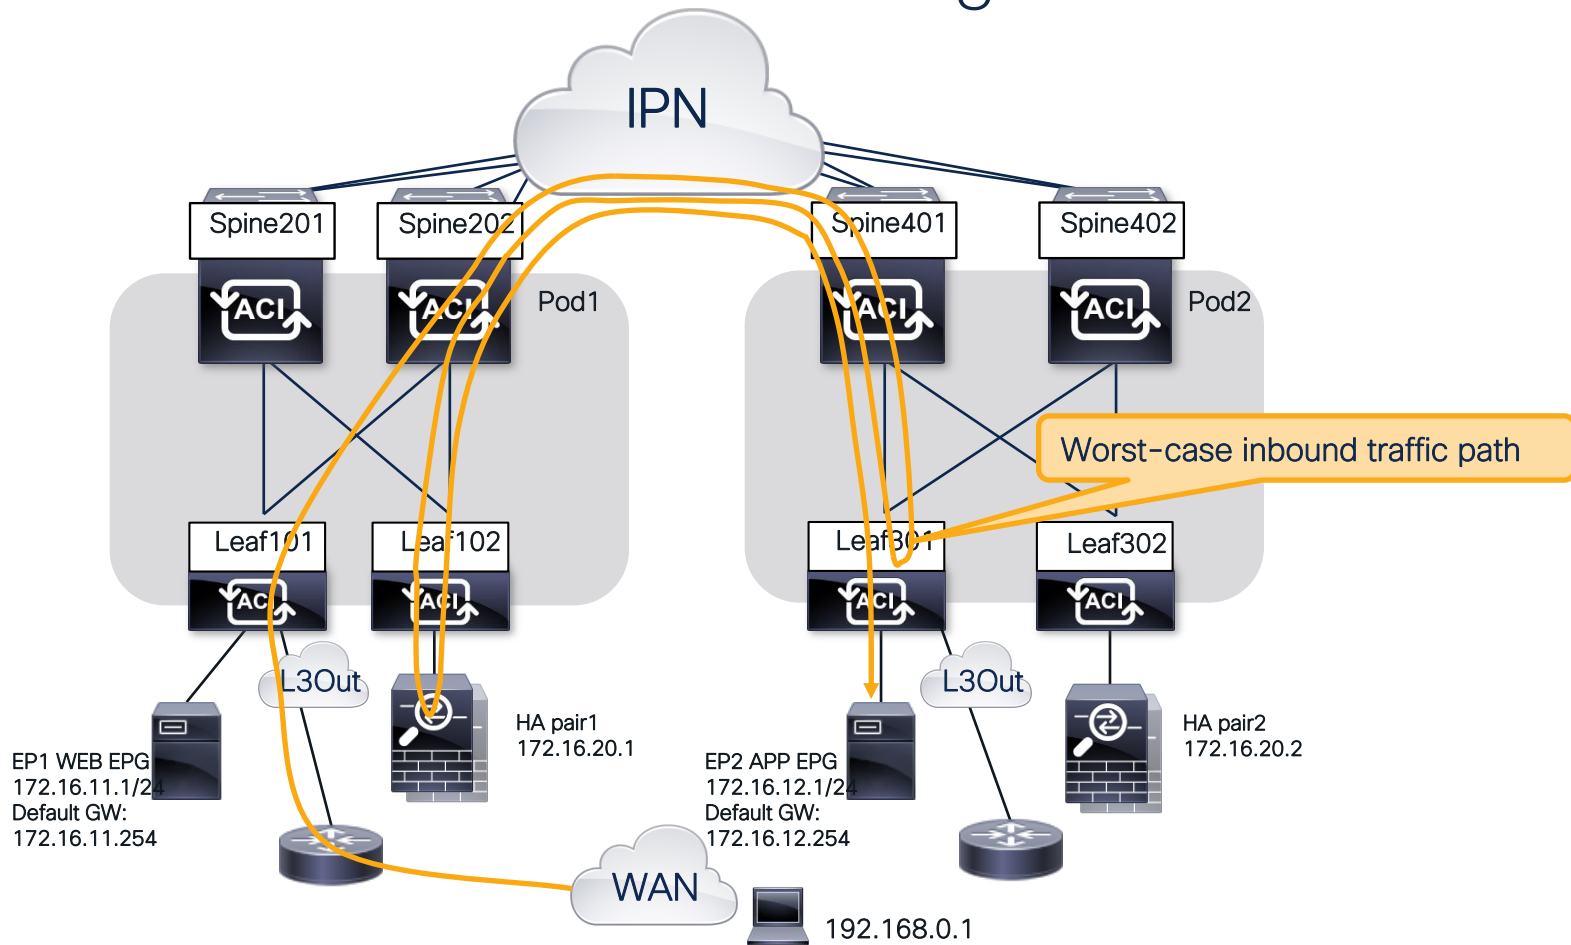 IPN
Spine201
Spine202
Spine401
Spine402
ACI
ACI
ACI
ACI
Pod1
Pod2
Worst-case inbound traffic path
Leaf101
Leaf102
Leaf301
Leaf302
ACI
ACI
ACI
ACI
L3Out
L3Out
HA pair1
172.16.20.1
HA pair2
172.16.20.2
EP1 WEB EPG
172.16.11.1/24
Default GW:
172.16.11.254
EP2 APP EPG
172.16.12.1/24
Default GW:
172.16.12.254
WAN
192.168.0.1